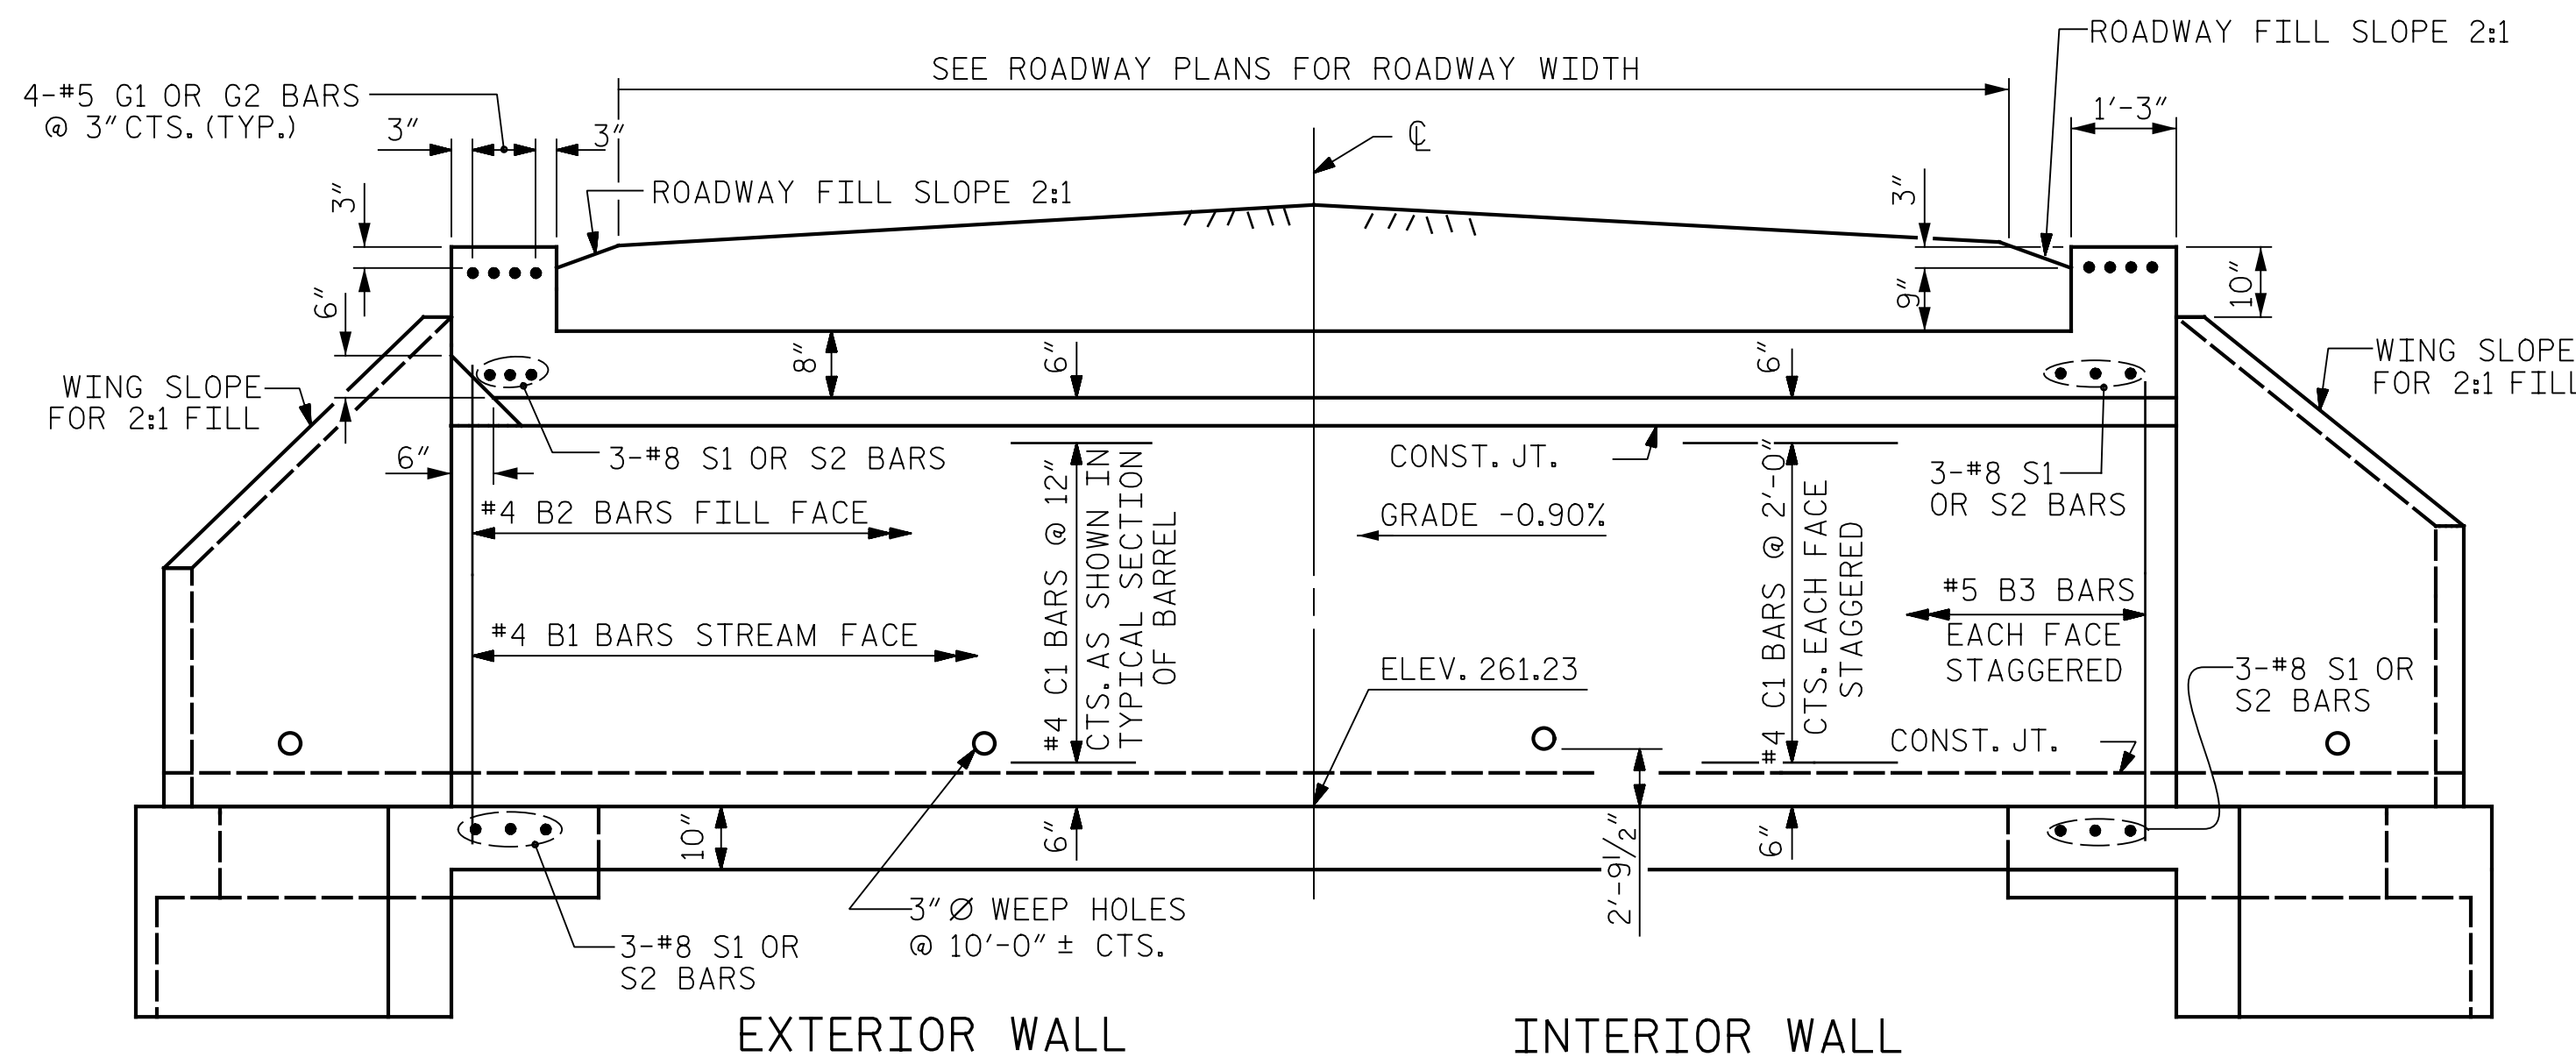 ROADWAY FILL SLOPE 2:1
SEE ROADWAY PLANS FOR ROADWAY WIDTH
4-#5 G1 OR G2 BARS
@ 3" CTS. (TYP.)
3"
3"
℄
1'-3"
3"
ROADWAY FILL SLOPE 2:1
3"
6"
9"
10"
8"
6"
6"
WING SLOPE
FOR 2:1 FILL
WING SLOPE
FOR 2:1 FILL
6"
3-#8 S1 OR S2 BARS
CONST. JT.
3-#8 S1
OR S2 BARS
#4 B2 BARS FILL FACE
GRADE -0.90%
#4 C1 BARS @ 12"
CTS. AS SHOWN IN
TYPICAL SECTION
OF BARREL
#4 C1 BARS @ 2'-0"
CTS. EACH FACE
STAGGERED
#5 B3 BARS
EACH FACE
STAGGERED
#4 B1 BARS STREAM FACE
ELEV. 261.23
3-#8 S1 OR
S2 BARS
CONST. JT.
10"
6"
2'-9 1/2"
6"
3" Ø WEEP HOLES
@ 10'-0" ± CTS.
3-#8 S1 OR
S2 BARS
EXTERIOR WALL
INTERIOR WALL